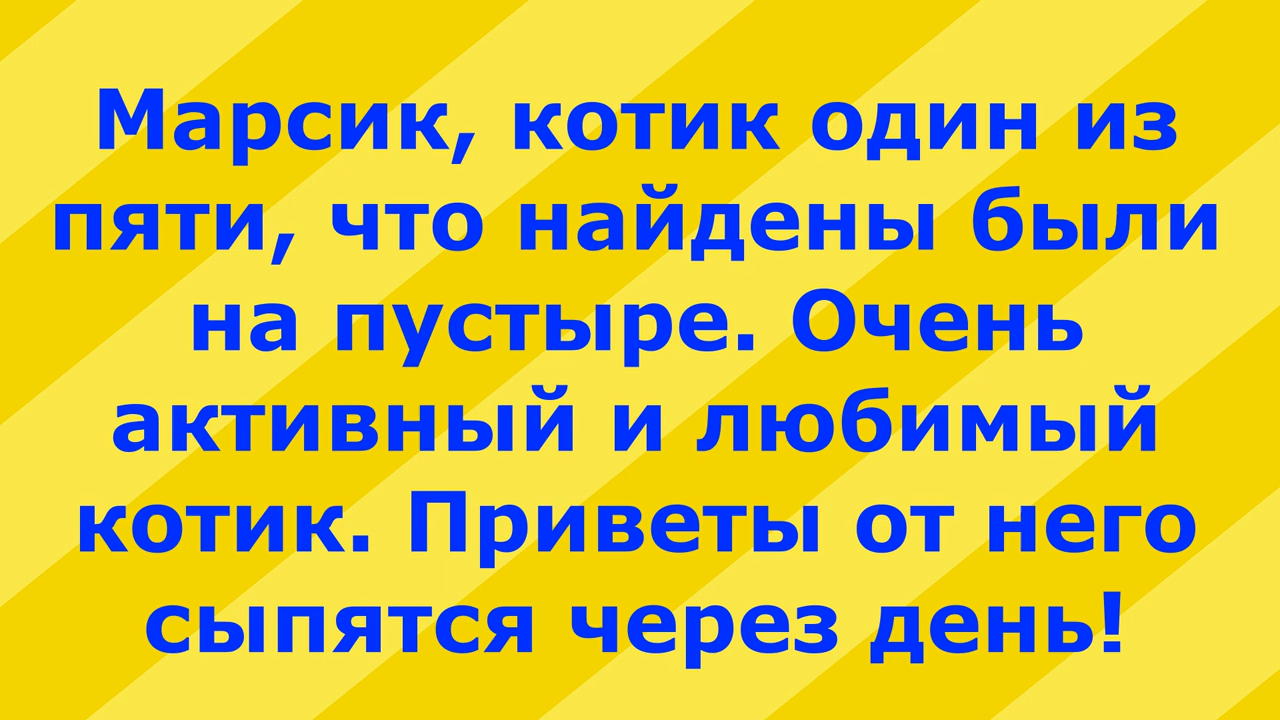 Марсик, котик один из
пяти, что найдены были
на пустыре. Очень
активный и любимый
котик. Приветы от него
сыпятся через день!